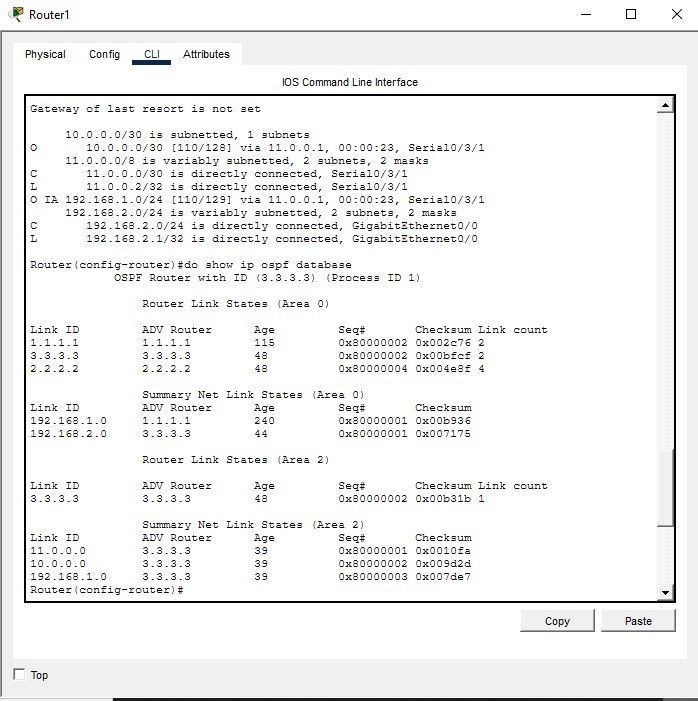 Router1
Physical Config CLI Attributes
IOS Command Line Interface
Gateway of last resort is not set
10.0.0.0/30 is subnetted, 1 subnets
O 10.0.0.0/30 [110/128] via 11.0.0.1, 00:00:23, Serial0/3/1
11.0.0.0/8 is variably subnetted, 2 subnets, 2 masks
C 11.0.0.0/30 is directly connected, Serial0/3/1
L 11.0.0.2/32 is directly connected, Serial0/3/1
O IA 192.168.1.0/24 [110/129] via 11.0.0.1, 00:00:23, Serial0/3/1
192.168.2.0/24 is variably subnetted, 2 subnets, 2 masks
C 192.168.2.0/24 is directly connected, GigabitEthernet0/0
L 192.168.2.1/32 is directly connected, GigabitEthernet0/0
Router(config-router)#do show ip ospf database
OSPF Router with ID (3.3.3.3) (Process ID 1)
Router Link States (Area 0)
Link ID ADV Router Age Seq# Checksum Link count
1.1.1.1 1.1.1.1 115 0x80000002 0x002c76 2
3.3.3.3 3.3.3.3 48 0x80000002 0x00bfcf 2
2.2.2.2 2.2.2.2 48 0x80000004 0x004e8f 4
Summary Net Link States (Area 0)
Link ID ADV Router Age Seq# Checksum
192.168.1.0 1.1.1.1 240 0x80000001 0x00b936
192.168.2.0 3.3.3.3 44 0x80000001 0x007175
Router Link States (Area 2)
Link ID ADV Router Age Seq# Checksum Link count
3.3.3.3 3.3.3.3 48 0x80000002 0x00b31b 1
Summary Net Link States (Area 2)
Link ID ADV Router Age Seq# Checksum
11.0.0.0 3.3.3.3 39 0x80000001 0x0010fa
10.0.0.0 3.3.3.3 39 0x80000002 0x009d2d
192.168.1.0 3.3.3.3 39 0x80000003 0x007de7
Router(config-router)#
Copy Paste
Top